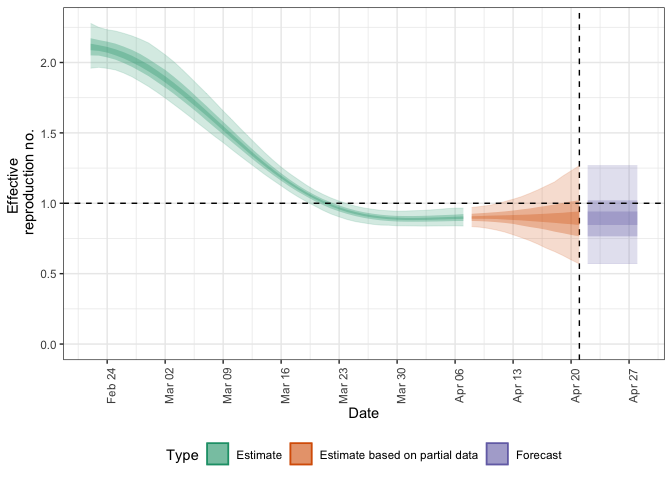 Effective
reproduction no.
2.0
1.5
1.0
0.5
0.0
Feb 24
Mar 02
Mar 09
Mar 16
Mar 23
Mar 30
Apr 06
Apr 13
Apr 20
Apr 27
Date
Type
Estimate
Estimate based on partial data
Forecast